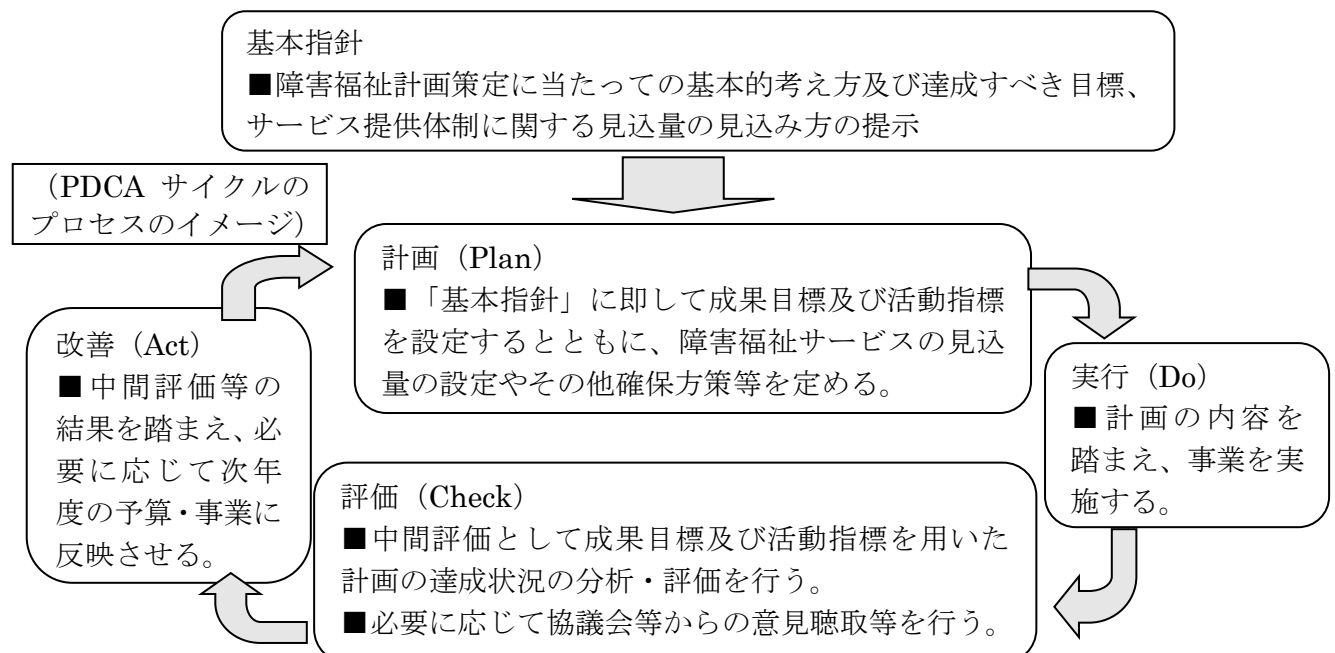 基本指針
■障害福祉計画策定に当たっての基本的考え方及び達成すべき目標、
サービス提供体制に関する見込量の見込み方の提示
（PDCA サイクルの
プロセスのイメージ）
計画（Plan）
■「基本指針」に即して成果目標及び活動指標
を設定するとともに、障害福祉サービスの見込
量の設定やその他確保方策等を定める。
改善（Act）
■中間評価等の
結果を踏まえ、必
要に応じて次年
度の予算・事業に
反映させる。
実行（Do）
■計画の内容を
踏まえ、事業を実
施する。
評価（Check）
■中間評価として成果目標及び活動指標を用いた
計画の達成状況の分析・評価を行う。
■必要に応じて協議会等からの意見聴取等を行う。